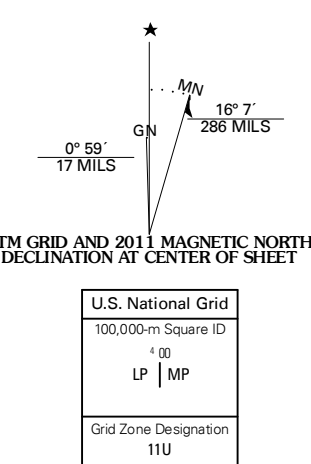 ★
MN
GN
16° 7´
286 MILS
0° 59´
17 MILS
TM GRID AND 2011 MAGNETIC NORTH
DECLINATION AT CENTER OF SHEET
U.S. National Grid
100,000-m Square ID
4 00
LP MP
Grid Zone Designation
11U